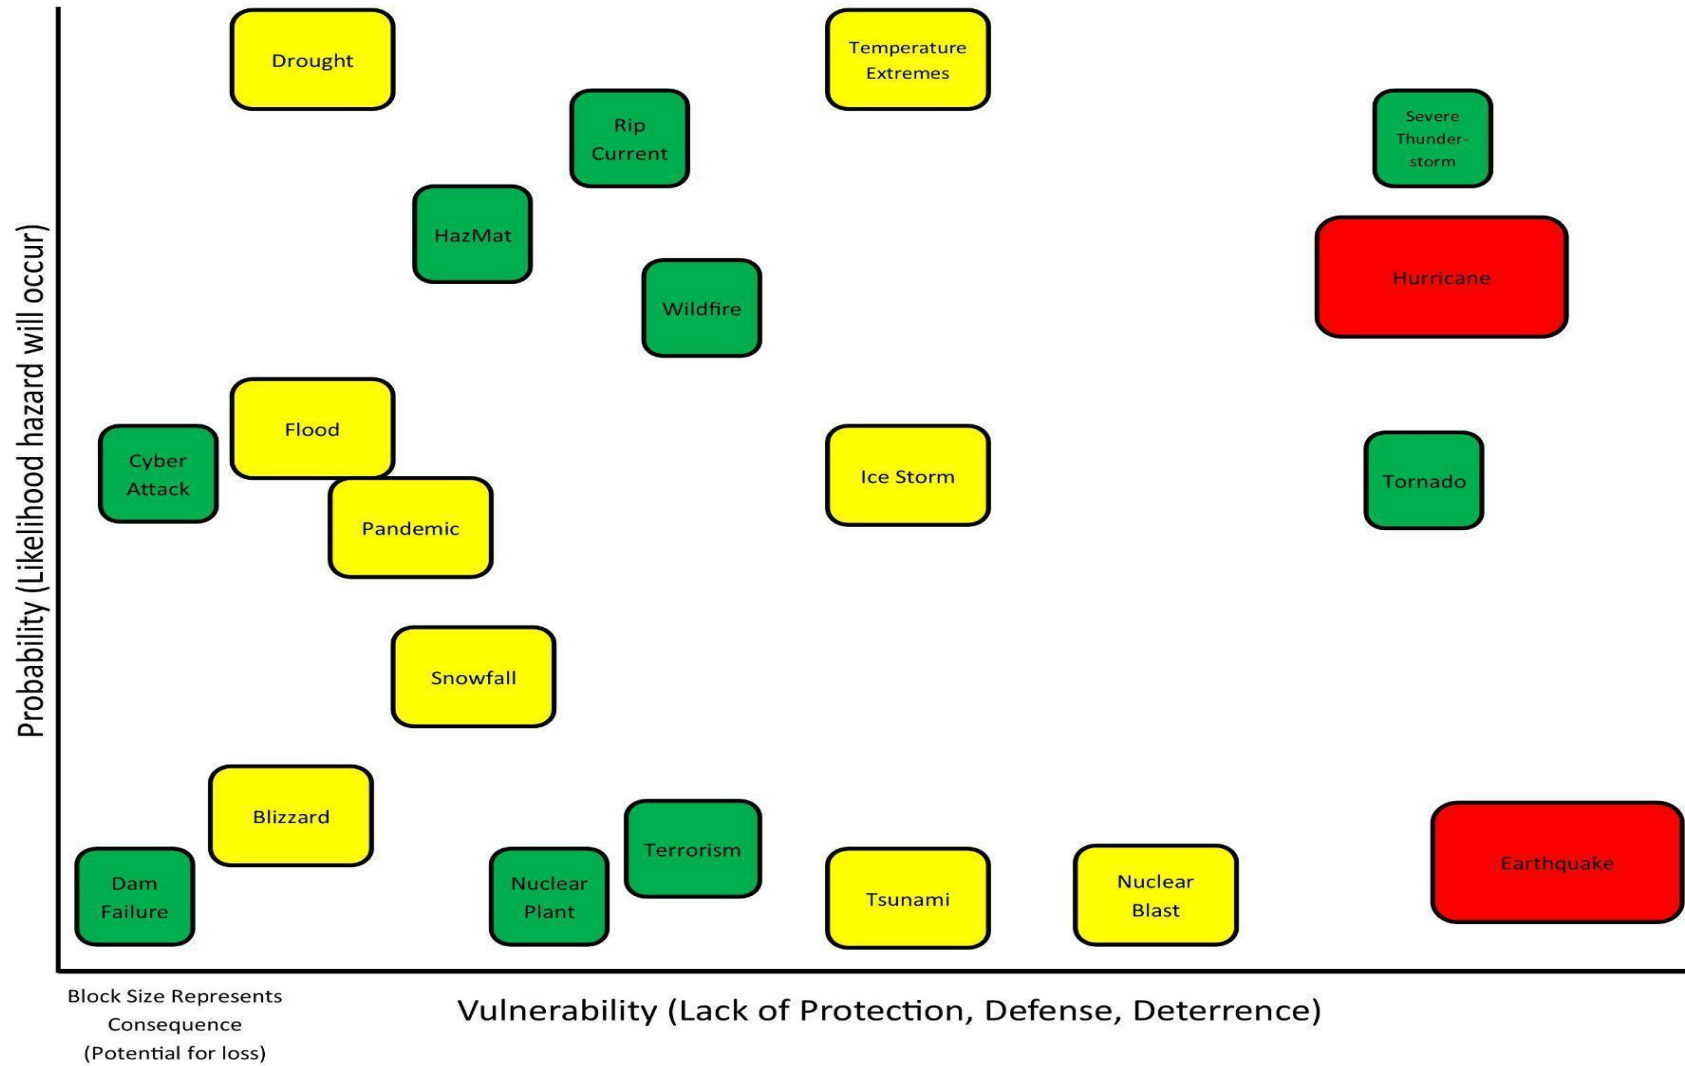 Drought
Temperature
Extremes
Rip
Current
Severe
Thunder-
storm
HazMat
Hurricane
Wildfire
Probability (Likelihood hazard will occur)
Flood
Cyber
Attack
Ice Storm
Tornado
Pandemic
Snowfall
Blizzard
Terrorism
Earthquake
Dam
Failure
Nuclear
Plant
Tsunami
Nuclear
Blast
Block Size Represents
Consequence
(Potential for loss)
Vulnerability (Lack of Protection, Defense, Deterrence)